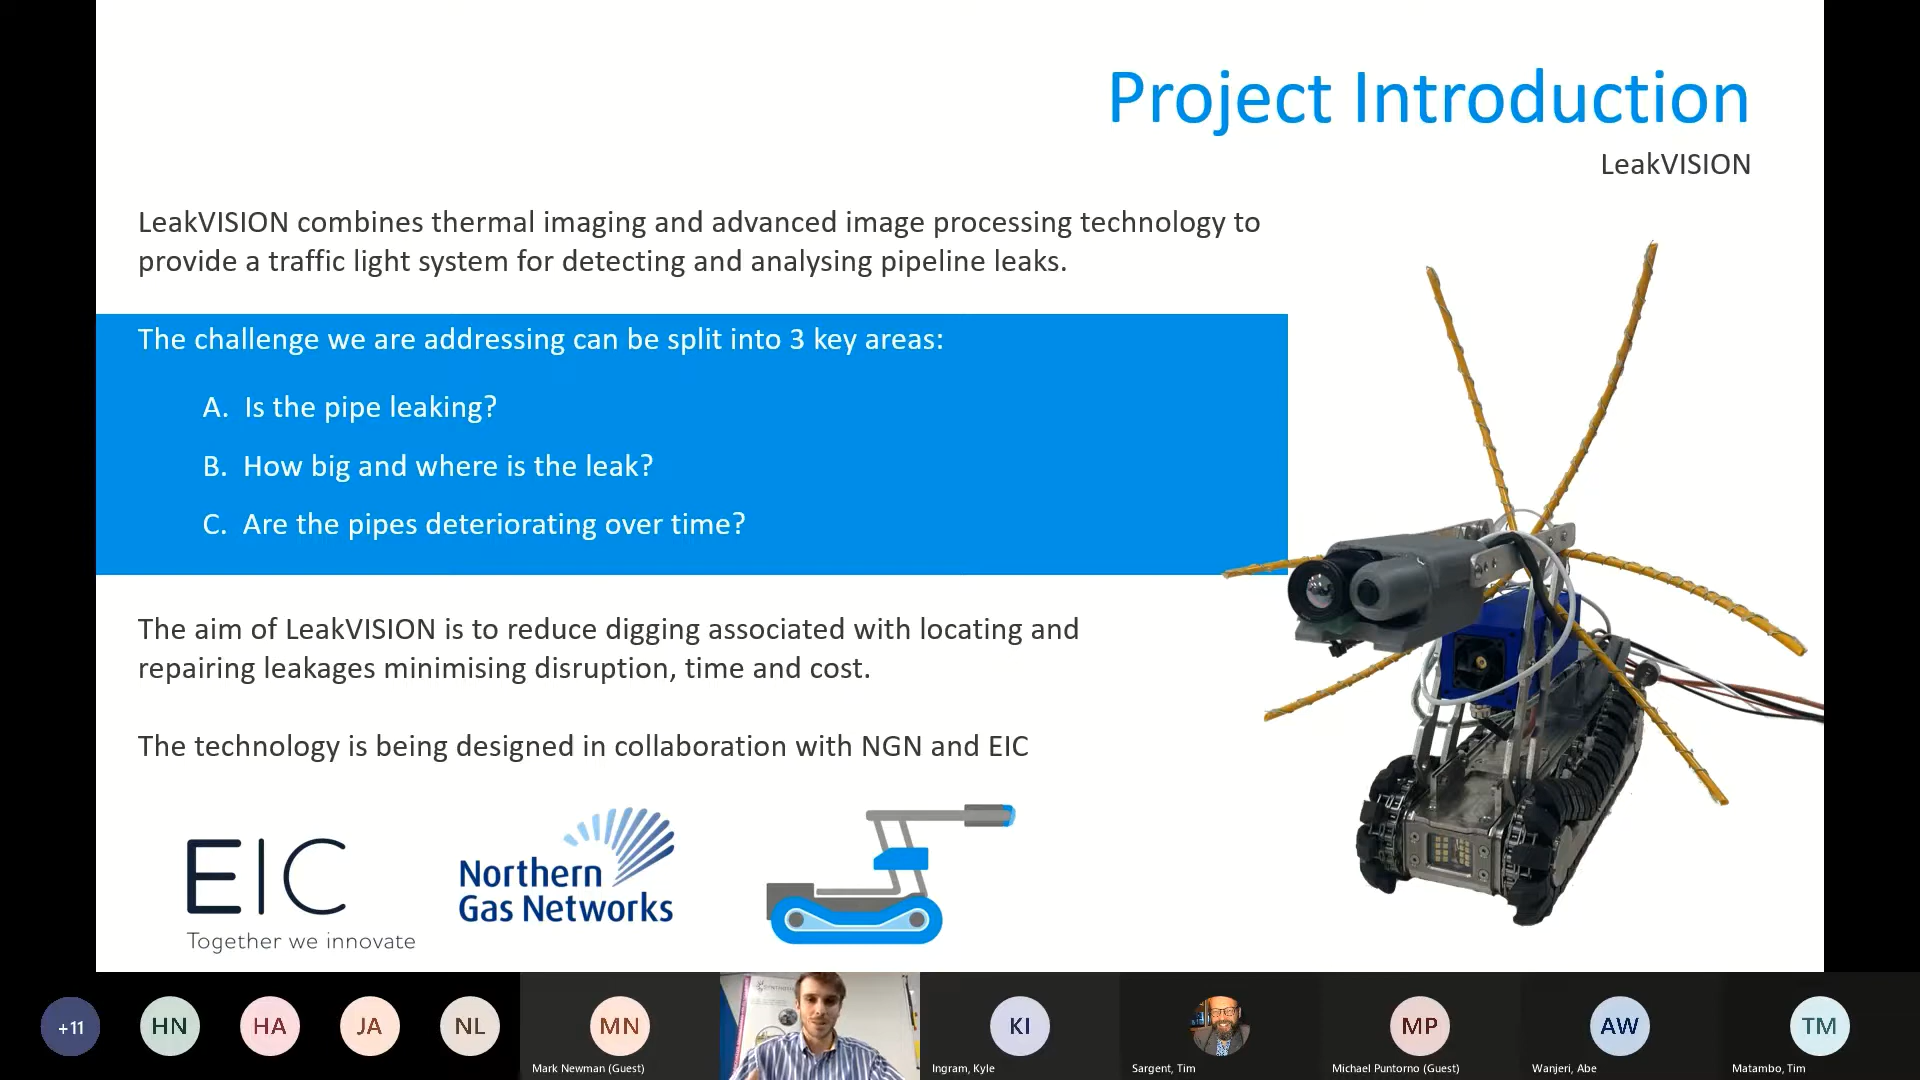 Project Introduction
LeakVISION
LeakVISION combines thermal imaging and advanced image processing technology to
provide a traffic light system for detecting and analysing pipeline leaks.
The challenge we are addressing can be split into 3 key areas:
A. Is the pipe leaking?
B. How big and where is the leak?
C. Are the pipes deteriorating over time?
The aim of LeakVISION is to reduce digging associated with locating and
repairing leakages minimising disruption, time and cost.
The technology is being designed in collaboration with NGN and EIC
EIC
Together we innovate
Northern
Gas Networks
+11
HN
HA
JA
NL
MN
Mark Newman (Guest)
KI
Ingram, Kyle
Sargent, Tim
MP
Michael Puntorno (Guest)
AW
Wanjeri, Abe
TM
Matambo, Tim